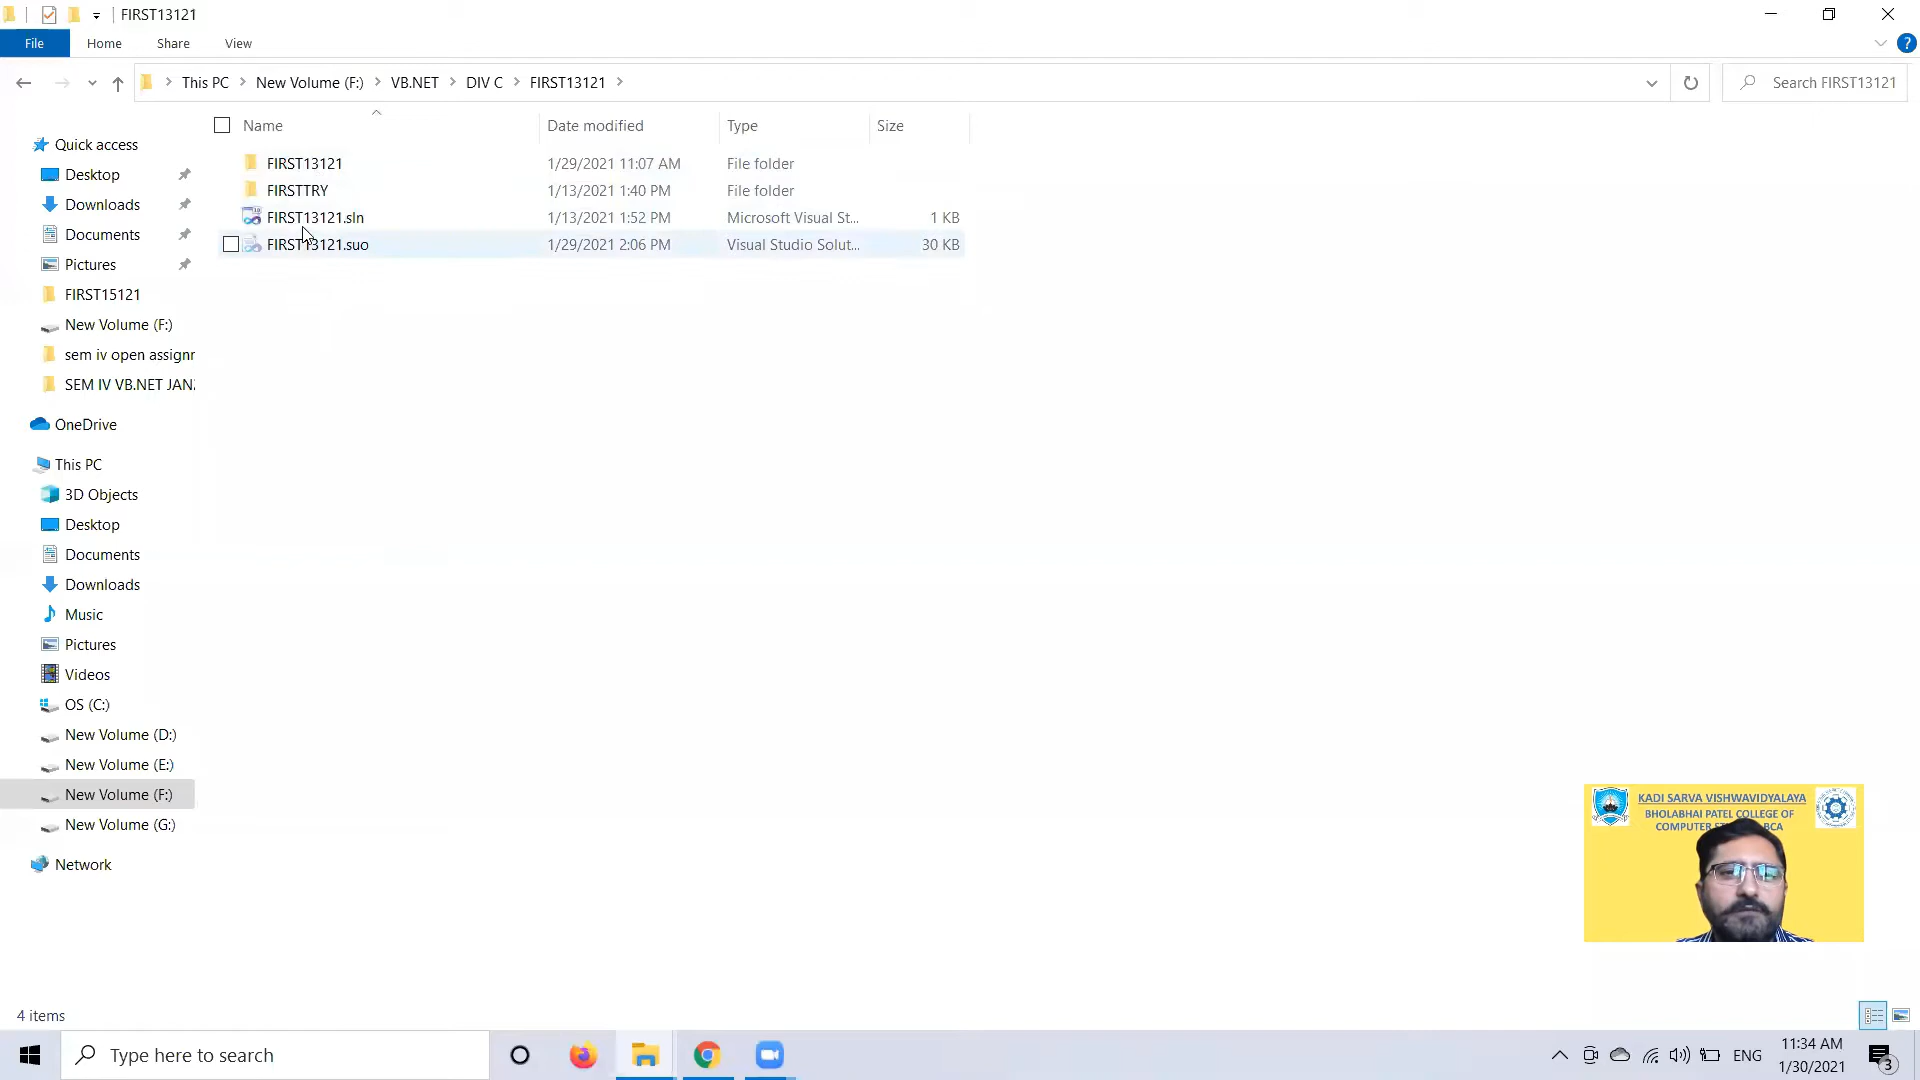 FIRST13121
File Home Share View
This PC New Volume (F:) VB.NET DIV C FIRST13121 Search FIRST13121
Name Date modified Type Size
FIRST13121 1/29/2021 11:07 AM File folder
FIRSTTRY 1/13/2021 1:40 PM File folder
FIRST13121.sln 1/13/2021 1:52 PM Microsoft Visual St... 1 KB
FIRST13121.suo 1/29/2021 2:06 PM Visual Studio Solut... 30 KB
Quick access
Desktop
Downloads
Documents
Pictures
FIRST15121
New Volume (F:)
sem iv open assignr
SEM IV VB.NET JAN
OneDrive
This PC
3D Objects
Desktop
Documents
Downloads
Music
Pictures
Videos
OS (C:)
New Volume (D:)
New Volume (E:)
New Volume (F:)
New Volume (G:)
Network
KADI SARVA VISHWAVIDYALAYA
BHOLABHAI PATEL COLLEGE OF
COMPUTER BCA
4 items
Type here to search
ENG
11:34 AM
1/30/2021
3